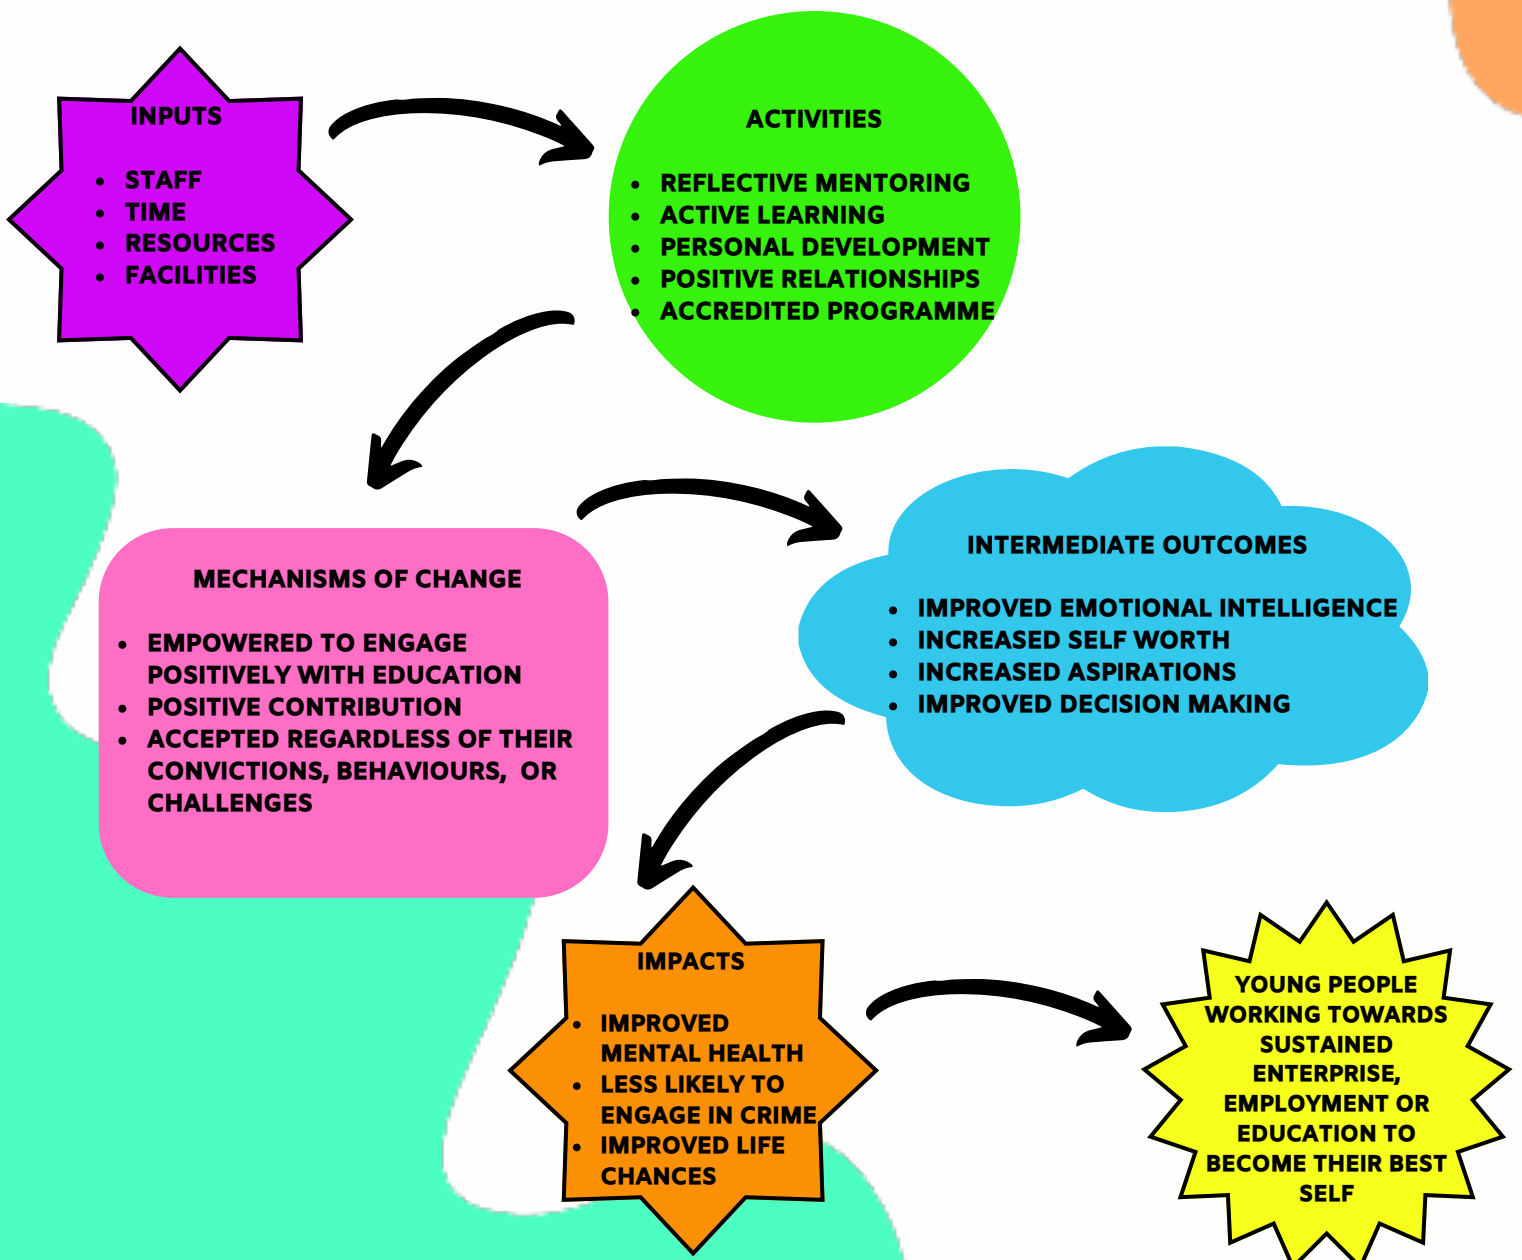 INPUTS
• STAFF
• TIME
• RESOURCES
• FACILITIES
ACTIVITIES
• REFLECTIVE MENTORING
• ACTIVE LEARNING
• PERSONAL DEVELOPMENT
• POSITIVE RELATIONSHIPS
• ACCREDITED PROGRAMME
MECHANISMS OF CHANGE
• EMPOWERED TO ENGAGE
POSITIVELY WITH EDUCATION
• POSITIVE CONTRIBUTION
• ACCEPTED REGARDLESS OF THEIR
CONVICTIONS, BEHAVIOURS, OR
CHALLENGES
INTERMEDIATE OUTCOMES
• IMPROVED EMOTIONAL INTELLIGENCE
• INCREASED SELF WORTH
• INCREASED ASPIRATIONS
• IMPROVED DECISION MAKING
IMPACTS
• IMPROVED
MENTAL HEALTH
• LESS LIKELY TO
ENGAGE IN CRIME
• IMPROVED LIFE
CHANCES
YOUNG PEOPLE
WORKING TOWARDS
SUSTAINED
ENTERPRISE,
EMPLOYMENT OR
EDUCATION TO
BECOME THEIR BEST
SELF